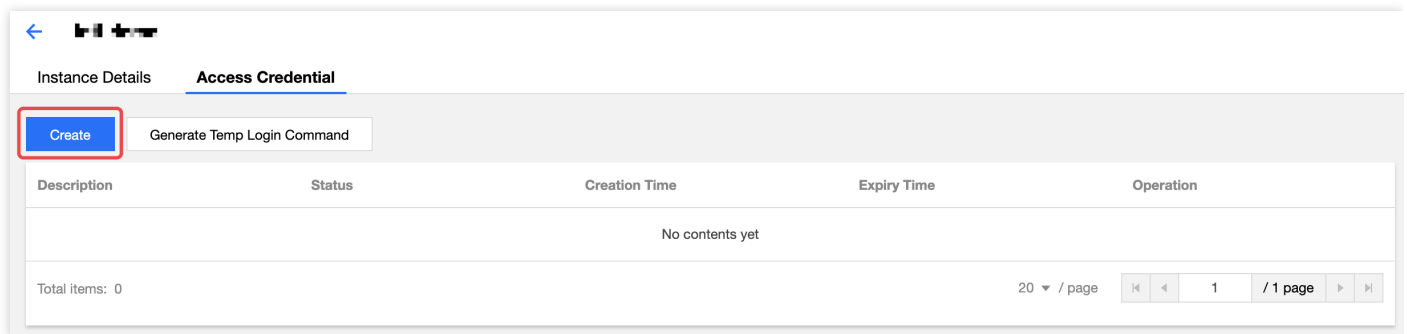 Instance Details Access Credential
Create Generate Temp Login Command
Description Status Creation Time Expiry Time Operation
No contents yet
Total items: 0 20 / page 1 / 1 page